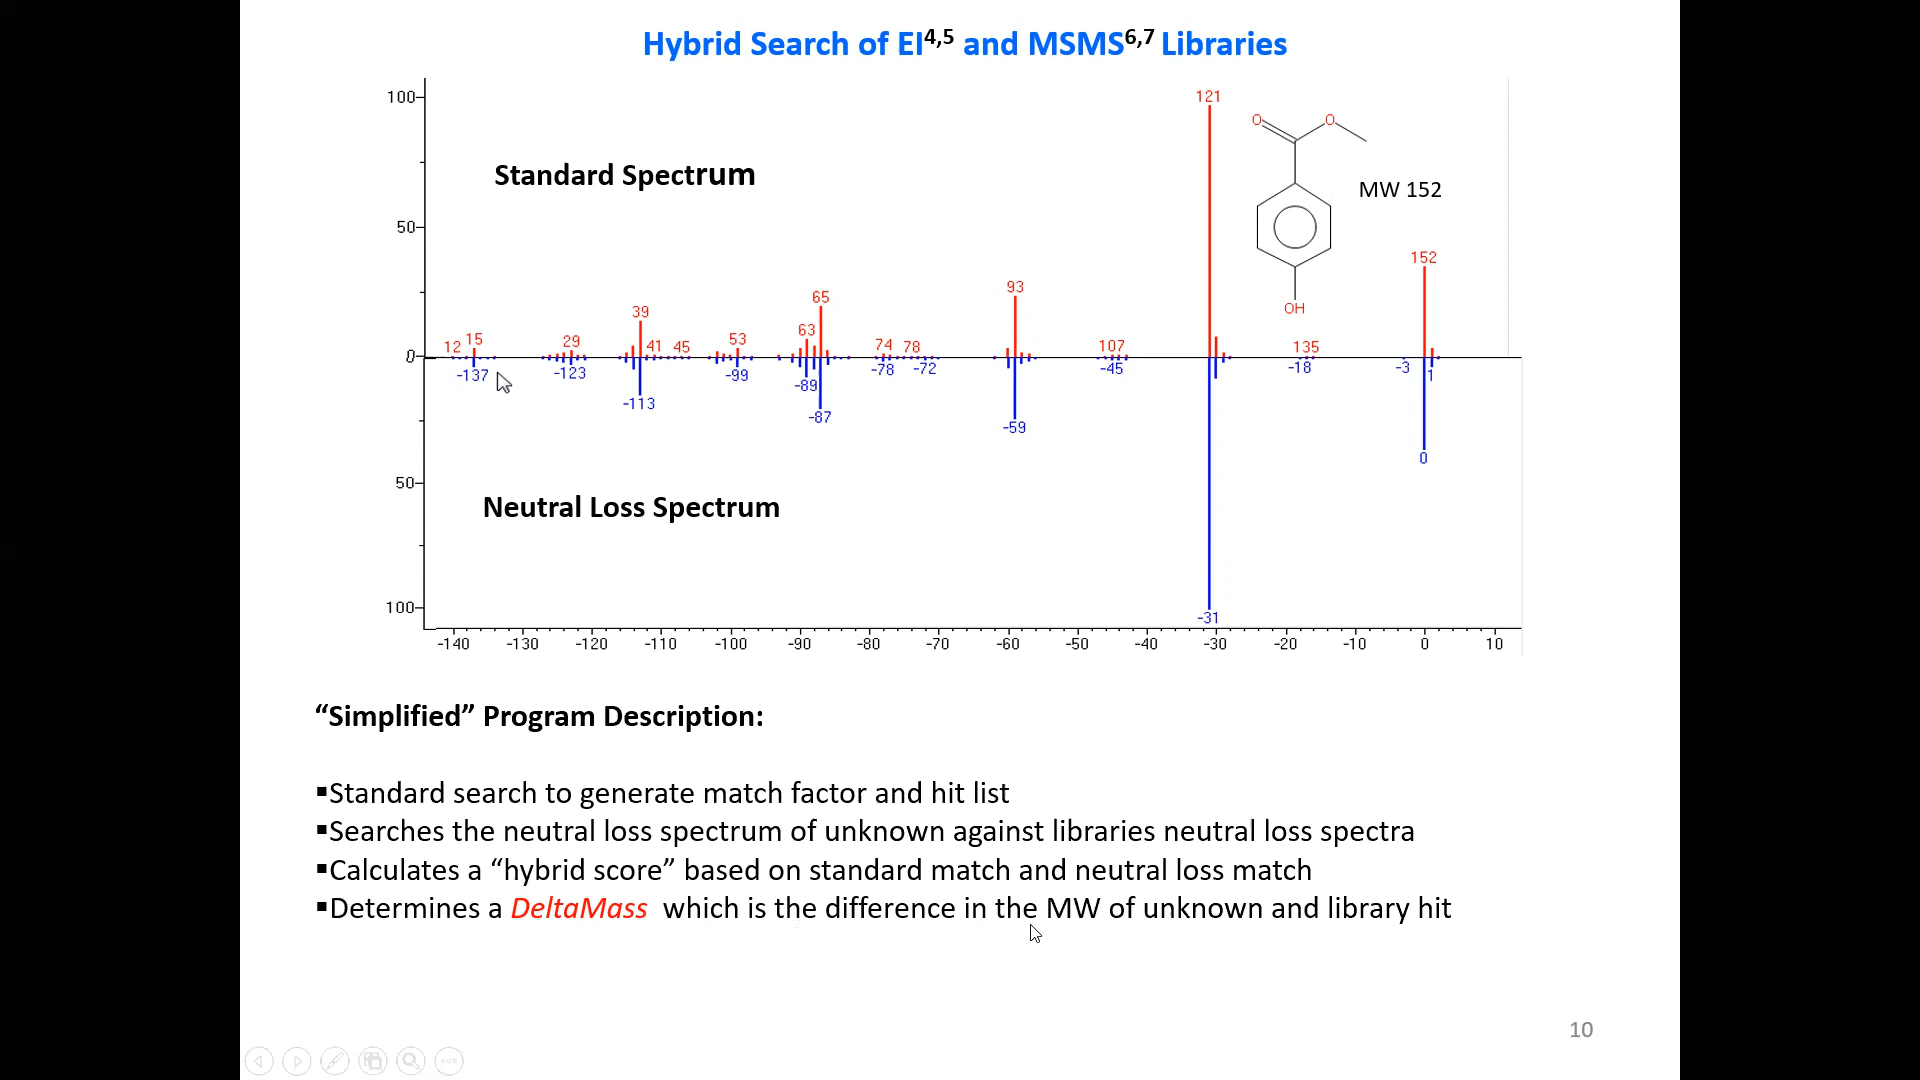 Hybrid Search of EI4,5 and MSMS6,7 Libraries
100
121
O
O
Standard Spectrum
MW 152
50
152
93
OH
65
39
63
53
15
29
12
41
45
74
78
107
135
0
-137
-123
-99
-89
-78
-72
-45
-18
-3
1
-113
-87
-59
0
50
Neutral Loss Spectrum
100
-31
-140 -130 -120 -110 -100 -90 -80 -70 -60 -50 -40 -30 -20 -10 0 10
“Simplified” Program Description:
▪Standard search to generate match factor and hit list
▪Searches the neutral loss spectrum of unknown against libraries neutral loss spectra
▪Calculates a “hybrid score” based on standard match and neutral loss match
▪Determines a DeltaMass which is the difference in the MW of unknown and library hit
10